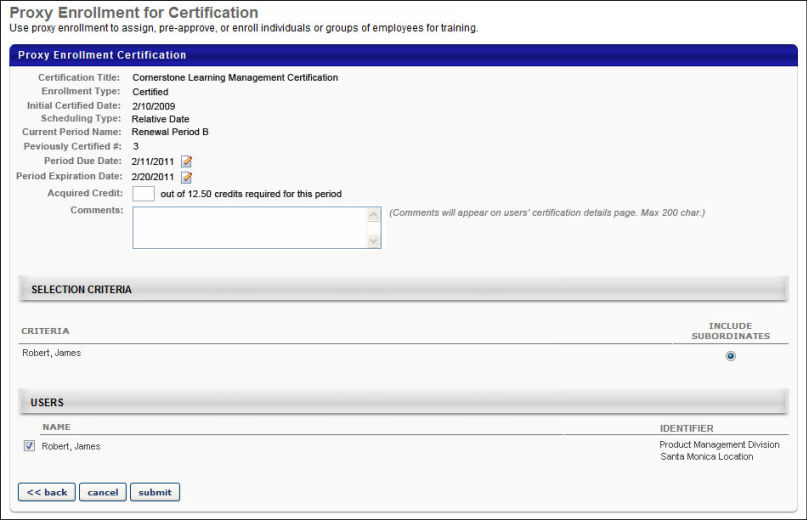 Proxy Enrollment for Certification
Use proxy enrollment to assign, pre-approve, or enroll individuals or groups of employees for training.
Proxy Enrollment Certification
Certification Title: Cornerstone Learning Management Certification
Enrollment Type: Certified
Initial Certified Date: 2/10/2009
Scheduling Type: Relative Date
Current Period Name: Renewal Period B
Peviously Certified #: 3
Period Due Date: 2/11/2011
Period Expiration Date: 2/20/2011
Acquired Credit: out of 12.50 credits required for this period
Comments: (Comments will appear on users' certification details page. Max 200 char.)
SELECTION CRITERIA
CRITERIA INCLUDE SUBORDINATES
Robert, James
USERS
NAME IDENTIFIER
Robert, James Product Management Division
Santa Monica Location
<< back cancel submit